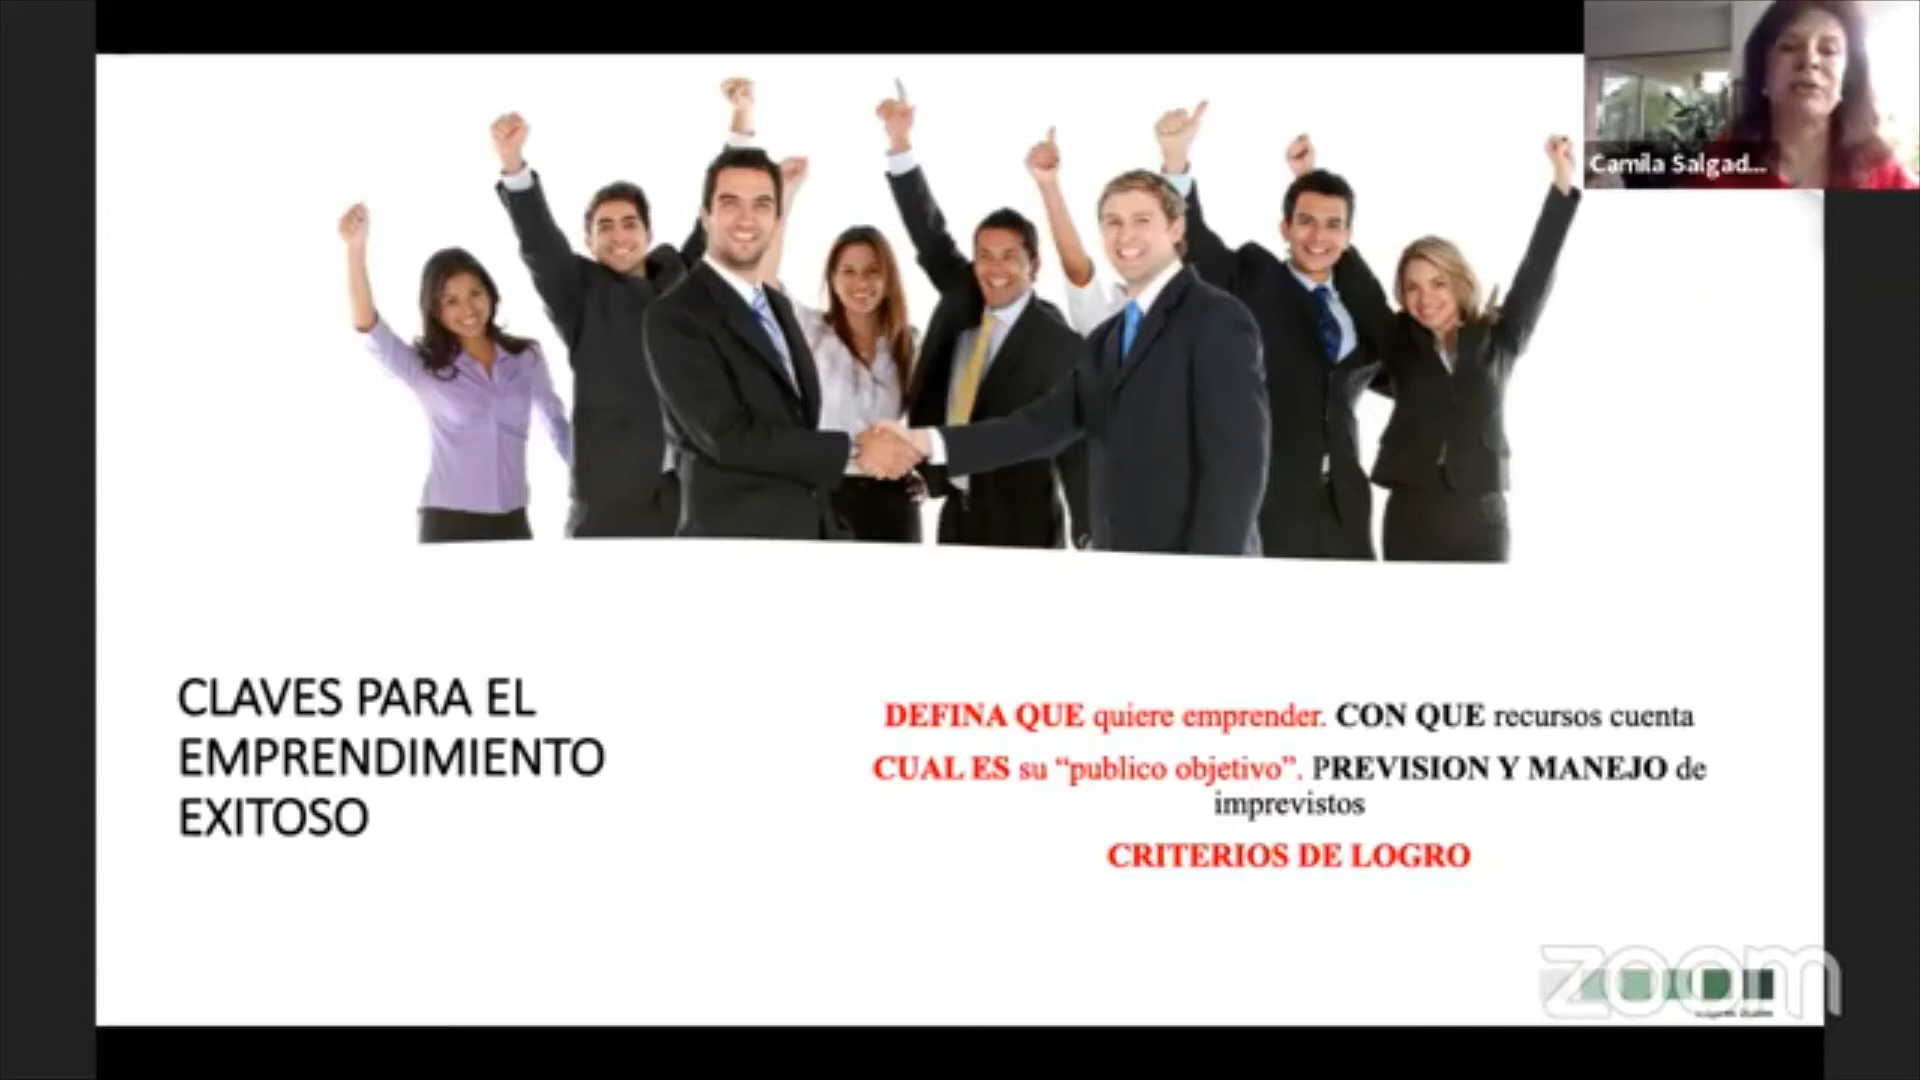 Camila Salgad...
CLAVES PARA EL
EMPRENDIMIENTO
EXITOSO
DEFINA QUE quiere emprender. CON QUE recursos cuenta
CUAL ES su “publico objetivo”. PREVISION Y MANEJO de
imprevistos
CRITERIOS DE LOGRO
zoom